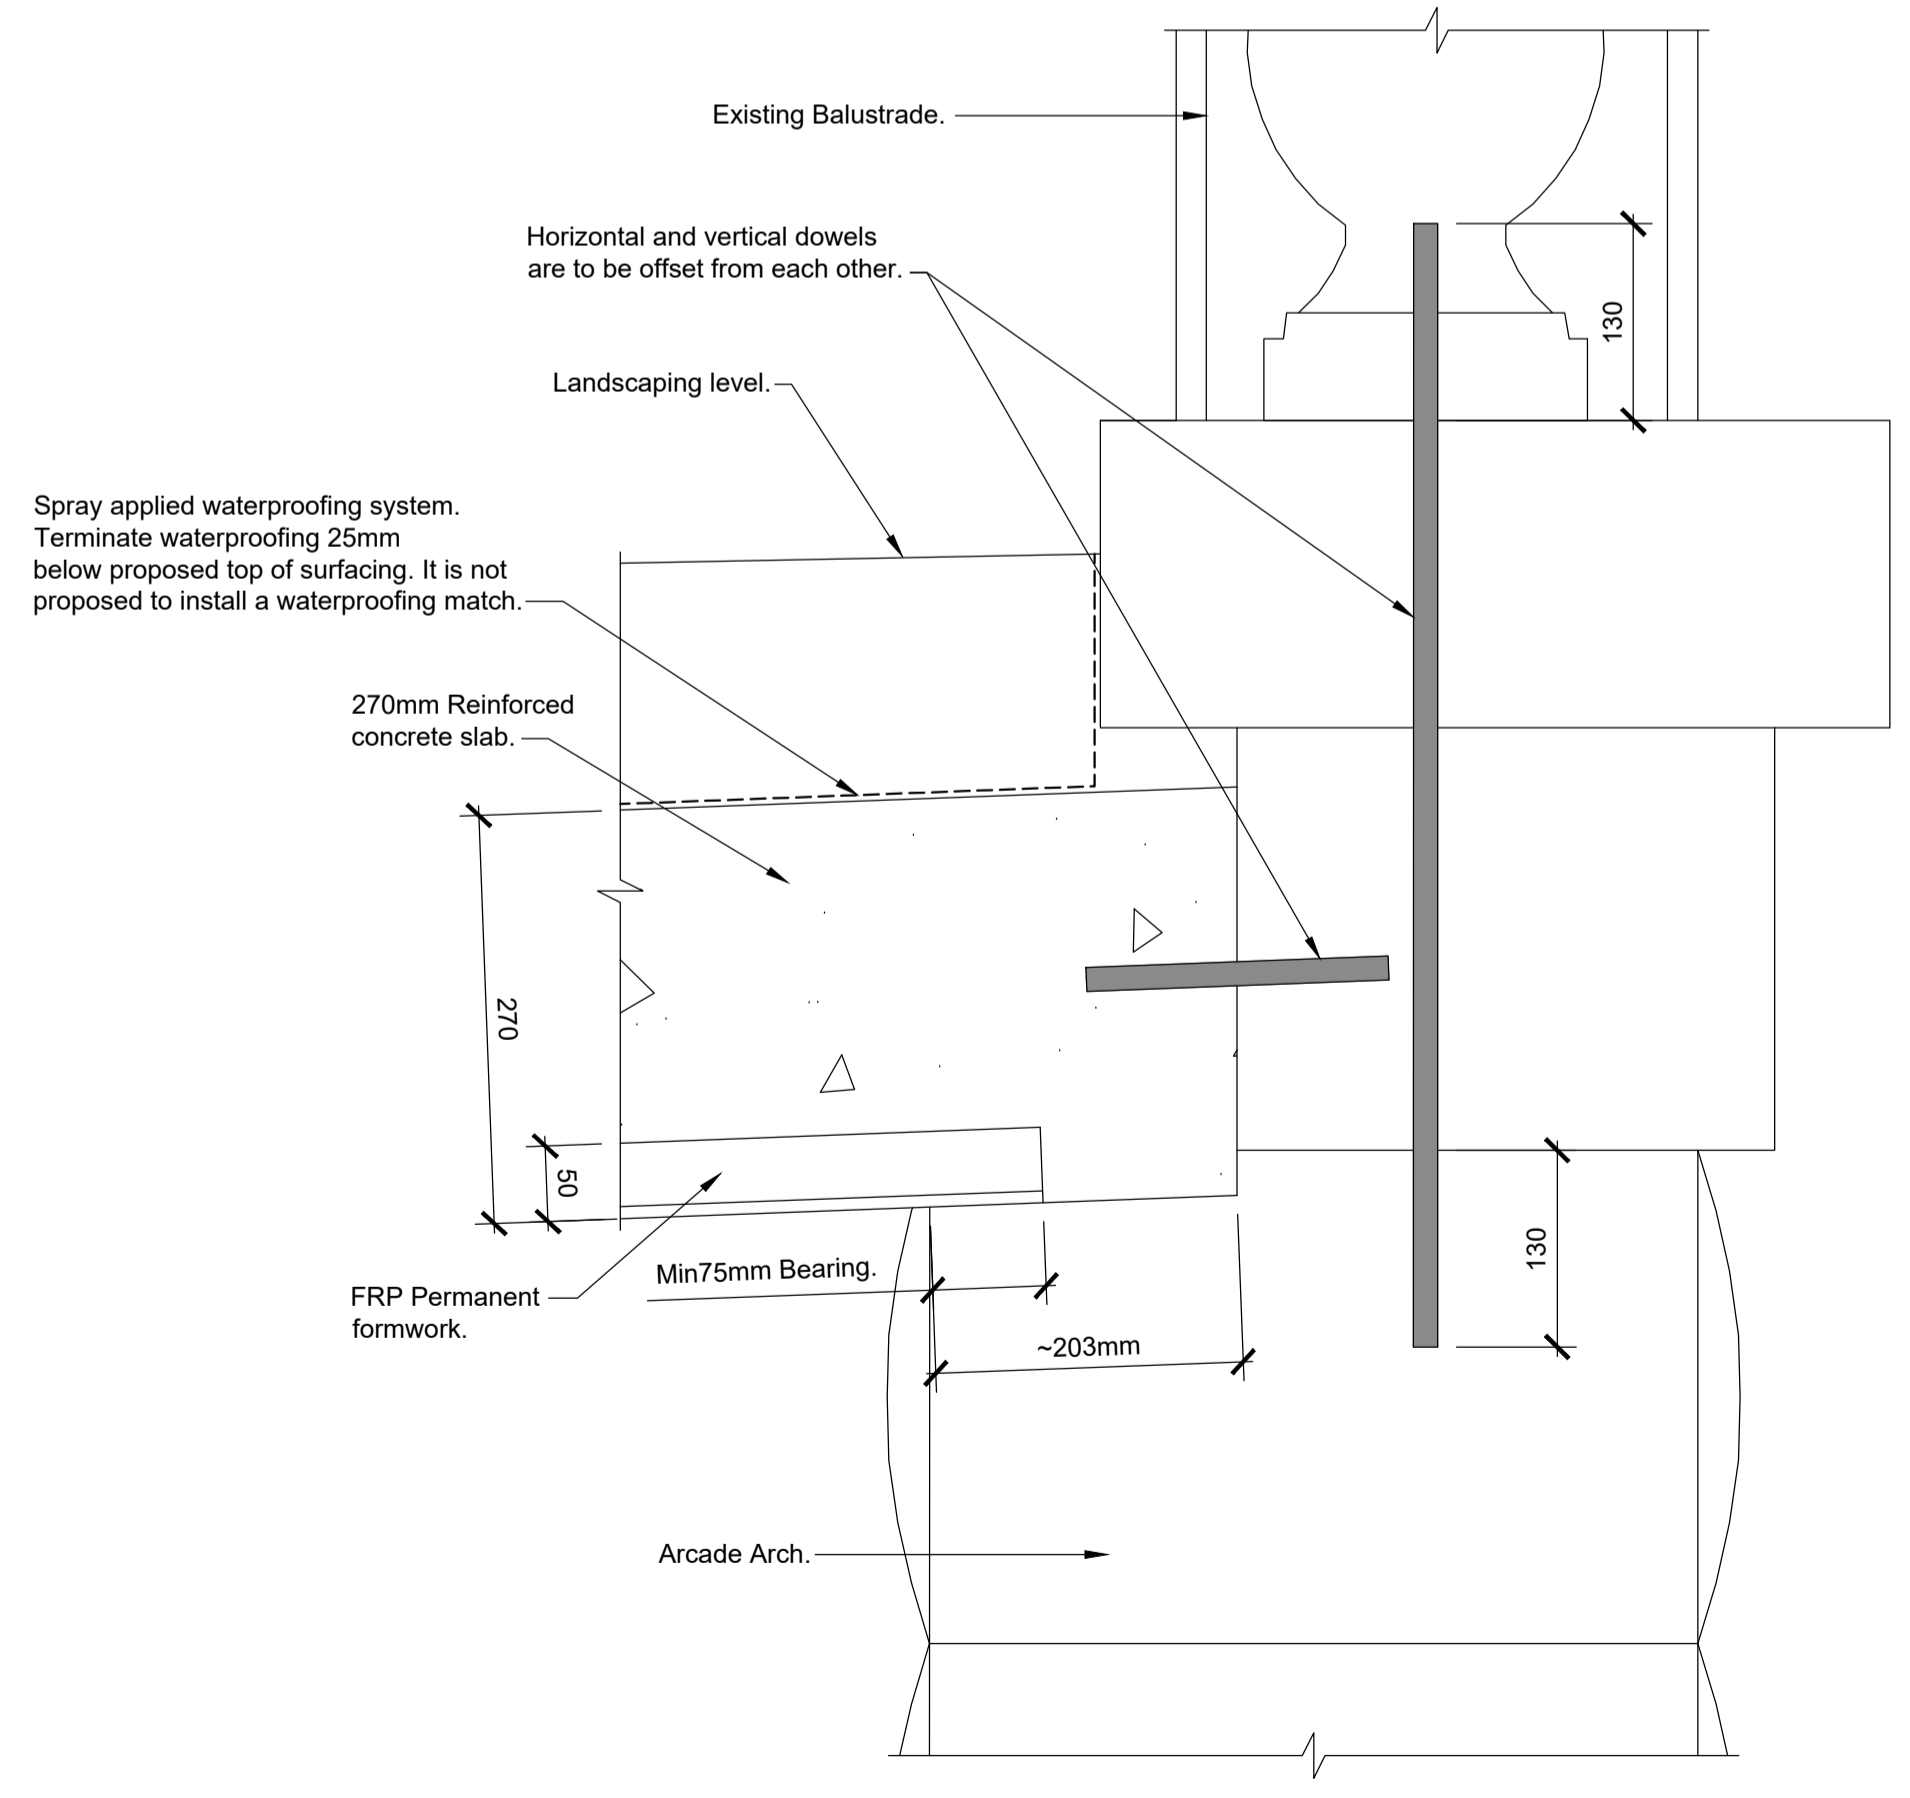 Existing Balustrade.
Horizontal and vertical dowels
are to be offset from each other.
130
Landscaping level.
Spray applied waterproofing system.
Terminate waterproofing 25mm
below proposed top of surfacing. It is not
proposed to install a waterproofing match.
270mm Reinforced
concrete slab.
270
50
130
Min75mm Bearing.
FRP Permanent
formwork.
~203mm
Arcade Arch.